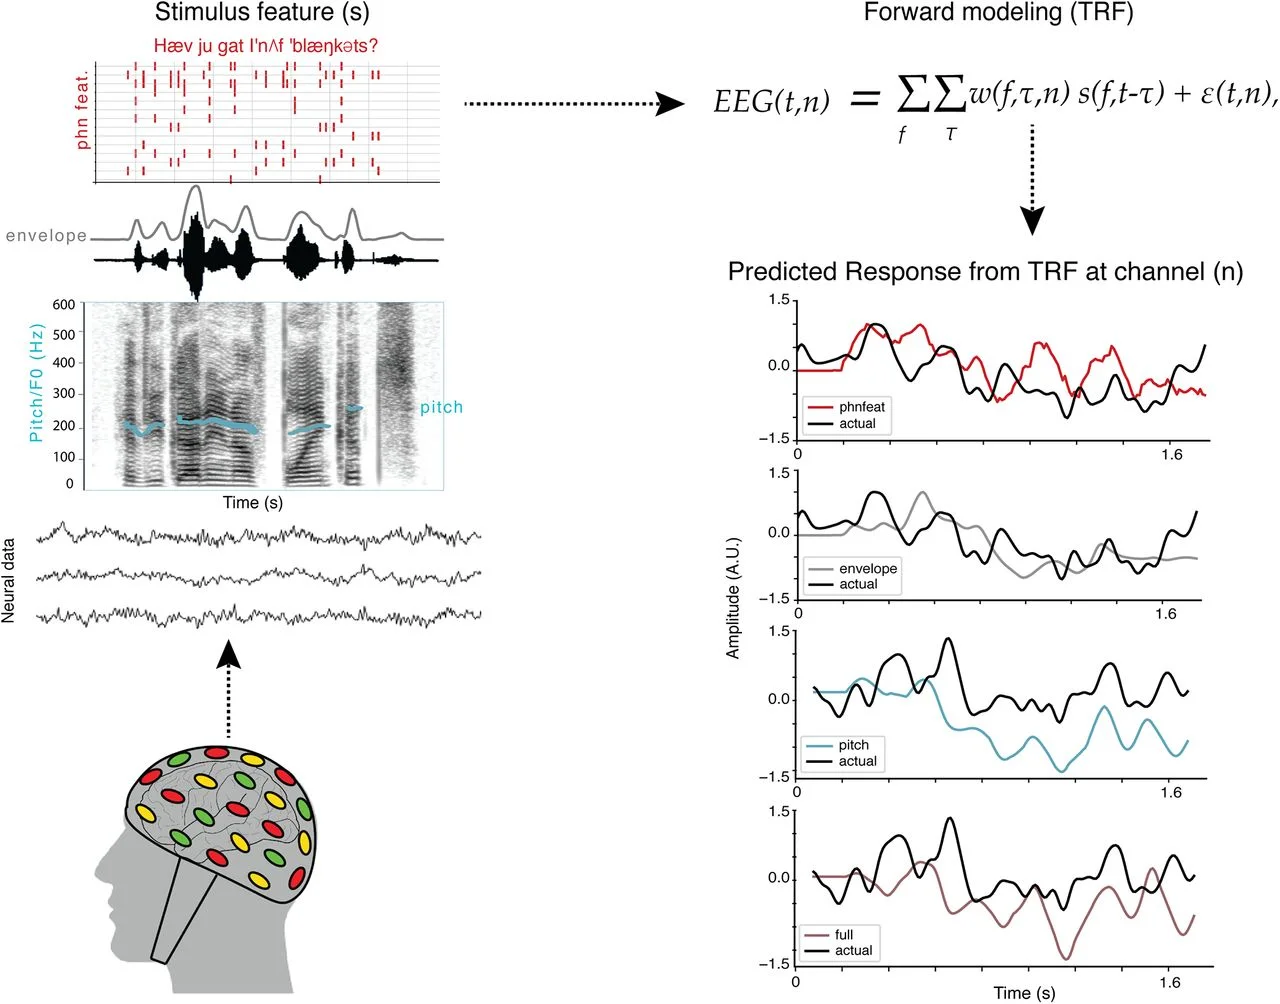 Stimulus feature (s)
Hæv ju gat I'nɅf 'blæŋkəts?
phn feat.
envelope
600
500
400
300
200
100
0
Pitch/F0 (Hz)
pitch
Time (s)
Neural data
Forward modeling (TRF)
EEG(t,n) = ∑ ∑ w(f,τ,n) s(f,t-τ) + ε(t,n),
f τ
Predicted Response from TRF at channel (n)
Amplitude (A.U.)
1.5
0.0
−1.5
phnfeat
actual
0 1.6
1.5
0.0
−1.5
envelope
actual
0 1.6
1.5
0.0
−1.5
pitch
actual
0 1.6
1.5
0.0
−1.5
full
actual
0 1.6
Time (s)